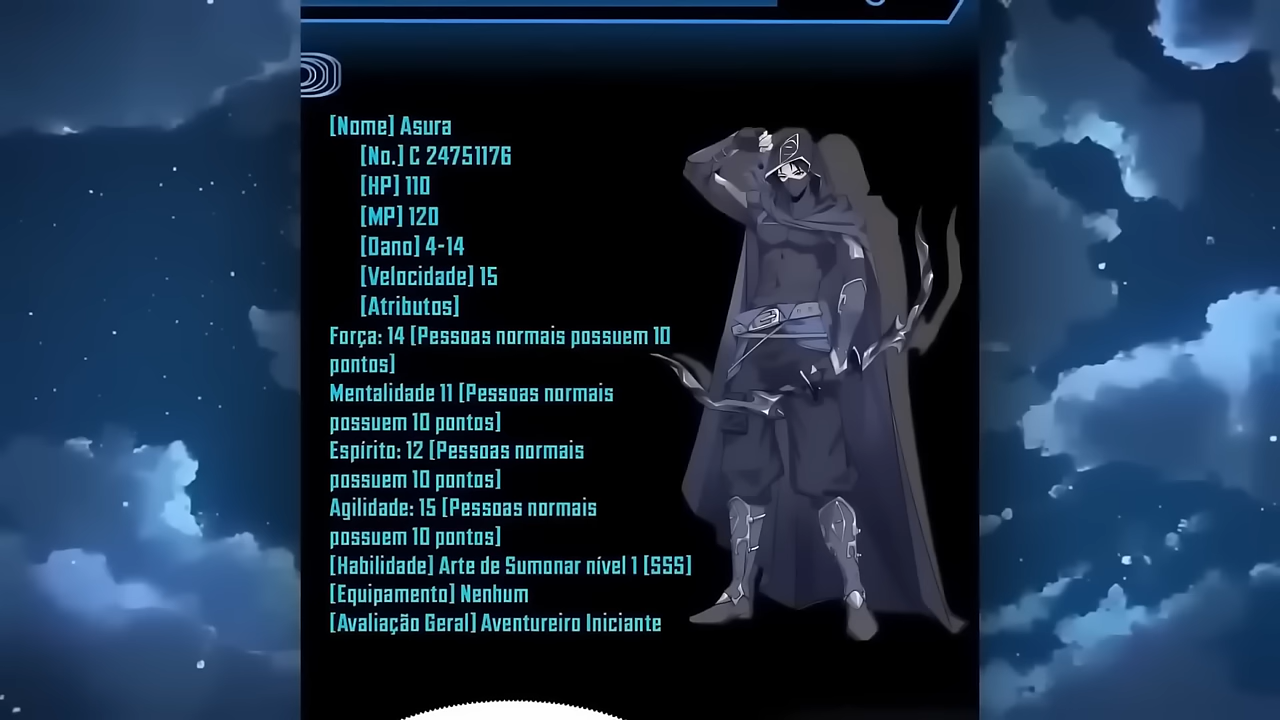 [Nome] Asura
[No.] C 24751176
[HP] 110
[MP] 120
[Dano] 4-14
[Velocidade] 15
[Atributos]
Força: 14 [Pessoas normais possuem 10
pontos]
Mentalidade 11 [Pessoas normais
possuem 10 pontos]
Espírito: 12 [Pessoas normais
possuem 10 pontos]
Agilidade: 15 [Pessoas normais
possuem 10 pontos]
[Habilidade] Arte de Sumonar nível 1 [SSS]
[Equipamento] Nenhum
[Avaliação Geral] Aventureiro Iniciante